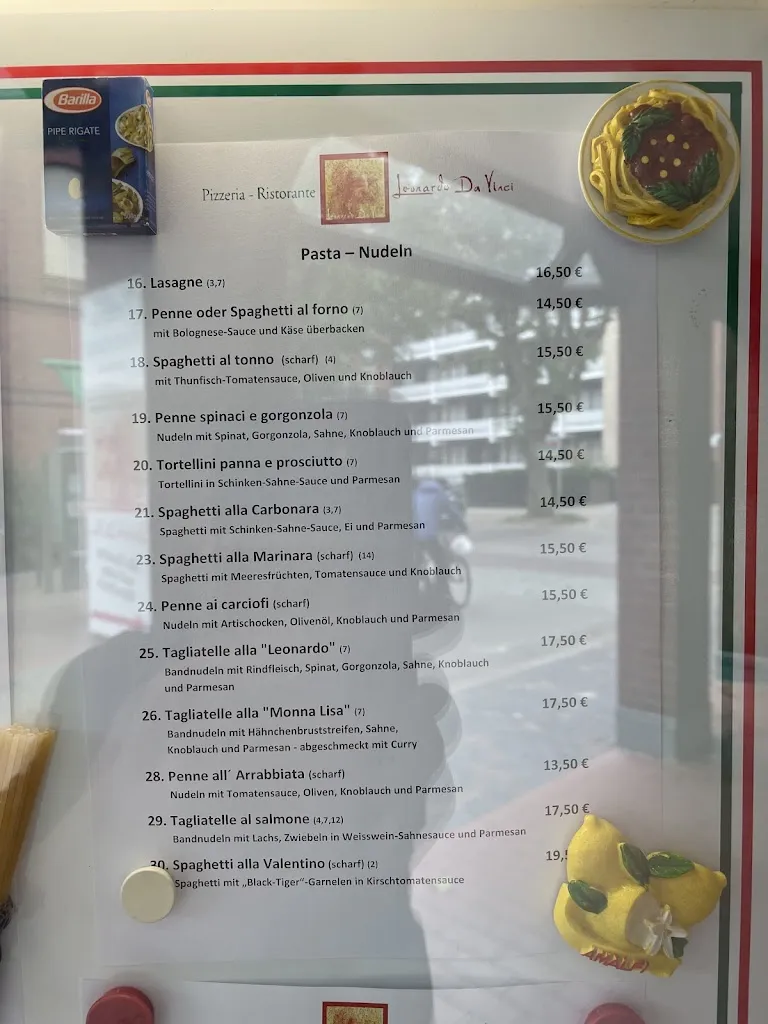 Barilla
PIPE RIGATE
Pizzeria - Ristorante Leonardo Da Vinci
Pasta – Nudeln
16. Lasagne (3,7) 16,50 €
17. Penne oder Spaghetti al forno (7) 14,50 €
mit Bolognese-Sauce und Käse überbacken
18. Spaghetti al tonno (scharf) (4) 15,50 €
mit Thunfisch-Tomatensauce, Oliven und Knoblauch
19. Penne spinaci e gorgonzola (7) 15,50 €
Nudeln mit Spinat, Gorgonzola, Sahne, Knoblauch und Parmesan
20. Tortellini panna e prosciutto (7) 14,50 €
Tortellini in Schinken-Sahne-Sauce und Parmesan
21. Spaghetti alla Carbonara (3,7) 14,50 €
Spaghetti mit Schinken-Sahne-Sauce, Ei und Parmesan
23. Spaghetti alla Marinara (scharf) (14) 15,50 €
Spaghetti mit Meeresfrüchten, Tomatensauce und Knoblauch
24. Penne ai carciofi (scharf) 15,50 €
Nudeln mit Artischocken, Olivenöl, Knoblauch und Parmesan
25. Tagliatelle alla "Leonardo" (7) 17,50 €
Bandnudeln mit Rindfleisch, Spinat, Gorgonzola, Sahne, Knoblauch
und Parmesan
26. Tagliatelle alla "Monna Lisa" (7) 17,50 €
Bandnudeln mit Hähnchenbruststreifen, Sahne,
Knoblauch und Parmesan - abgeschmeckt mit Curry
28. Penne all´ Arrabbiata (scharf) 13,50 €
Nudeln mit Tomatensauce, Oliven, Knoblauch und Parmesan
29. Tagliatelle al salmone (4,7,12) 17,50 €
Bandnudeln mit Lachs, Zwiebeln in Weisswein-Sahnesauce und Parmesan
30. Spaghetti alla Valentino (scharf) (2) 19,
Spaghetti mit „Black-Tiger“-Garnelen in Kirschtomatensauce
AMALFI